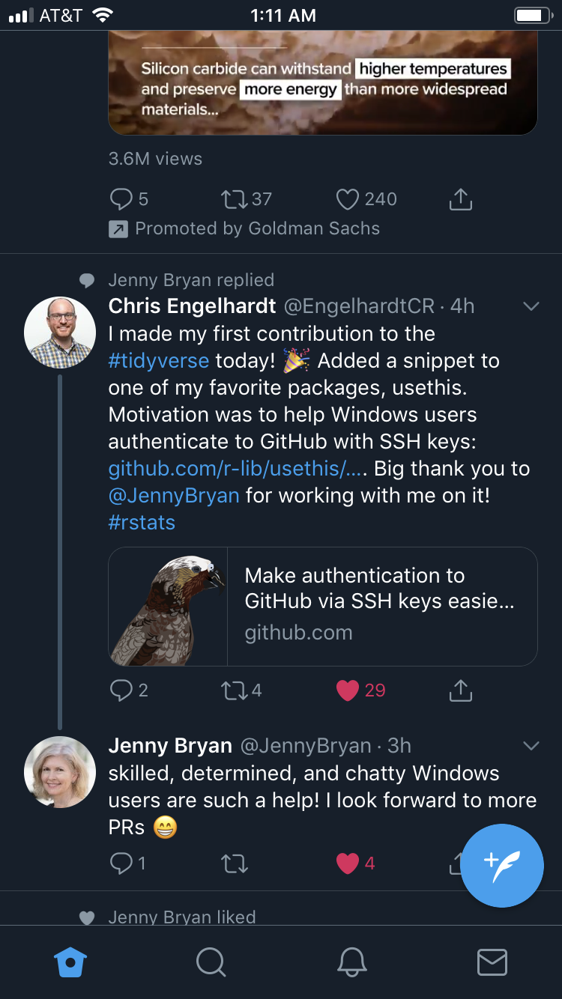 AT&T 1:11 AM
Silicon carbide can withstand higher temperatures
and preserve more energy than more widespread
materials...
3.6M views
5 37 240
Promoted by Goldman Sachs
Jenny Bryan replied
Chris Engelhardt @EngelhardtCR · 4h
I made my first contribution to the
#tidyverse today! 🎉 Added a snippet to
one of my favorite packages, usethis.
Motivation was to help Windows users
authenticate to GitHub with SSH keys:
github.com/r-lib/usethis/…. Big thank you to
@JennyBryan for working with me on it!
#rstats
Make authentication to
GitHub via SSH keys easie...
github.com
2 4 29
Jenny Bryan @JennyBryan · 3h
skilled, determined, and chatty Windows
users are such a help! I look forward to more
PRs 😁
1 4
Jenny Bryan liked